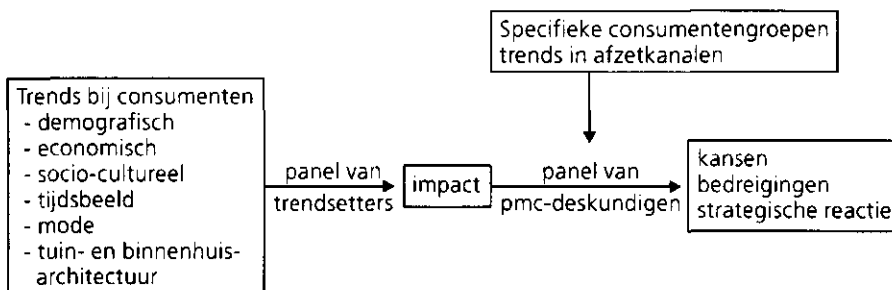 Specifieke consumentengroepen
trends in afzetkanalen
Trends bij consumenten
- demografisch
- economisch
- socio-cultureel
- tijdsbeeld
- mode
- tuin- en binnenhuis-
architectuur
panel van
trendsetters
impact
panel van
pmc-deskundigen
kansen
bedreigingen
strategische reactie